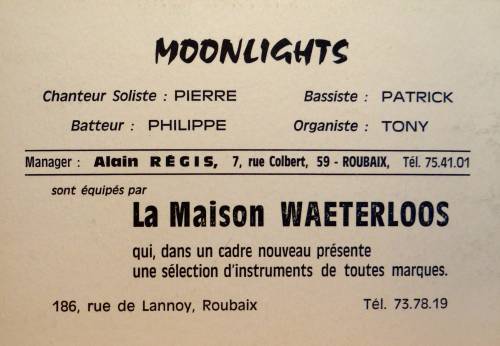 MOONLIGHTS
Chanteur Soliste : PIERRE Bassiste : PATRICK
Batteur : PHILIPPE Organiste : TONY
Manager : Alain RÉGIS, 7, rue Colbert, 59 - ROUBAIX, Tél. 75.41.01
sont équipés par
La Maison WAETERLOOS
qui, dans un cadre nouveau présente
une sélection d'instruments de toutes marques.
186, rue de Lannoy, Roubaix Tél. 73.78.19